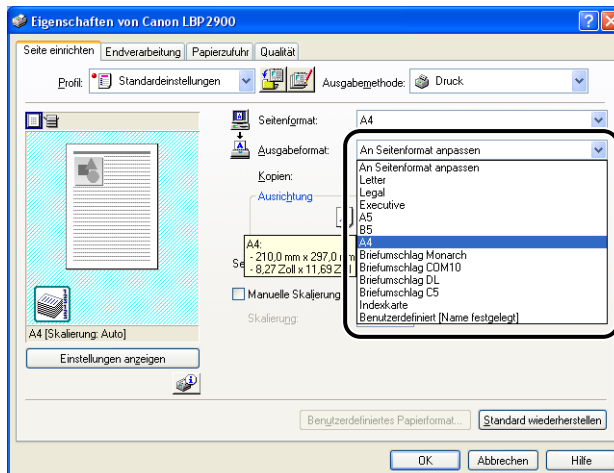 Eigenschaften von Canon LBP2900
Seite einrichten Endverarbeitung Papierzufuhr Qualität
Profil: Standardeinstellungen Ausgabemethode: Druck
Seitenformat: A4
Ausgabeformat: An Seitenformat anpassen
Kopien:
Ausrichtung
An Seitenformat anpassen
Letter
Legal
Executive
A5
B5
A4
Briefumschlag Monarch
Briefumschlag COM10
Briefumschlag DL
Briefumschlag C5
Indexkarte
Benutzerdefiniert [Name festgelegt]
A4:
- 210,0 mm x 297,0 m
- 8,27 Zoll x 11,69 Zol
Se
Manuelle Skalierung
Skalierung:
A4 [Skalierung: Auto]
Einstellungen anzeigen
Benutzerdefiniertes Papierformat... Standard wiederherstellen
OK Abbrechen Hilfe